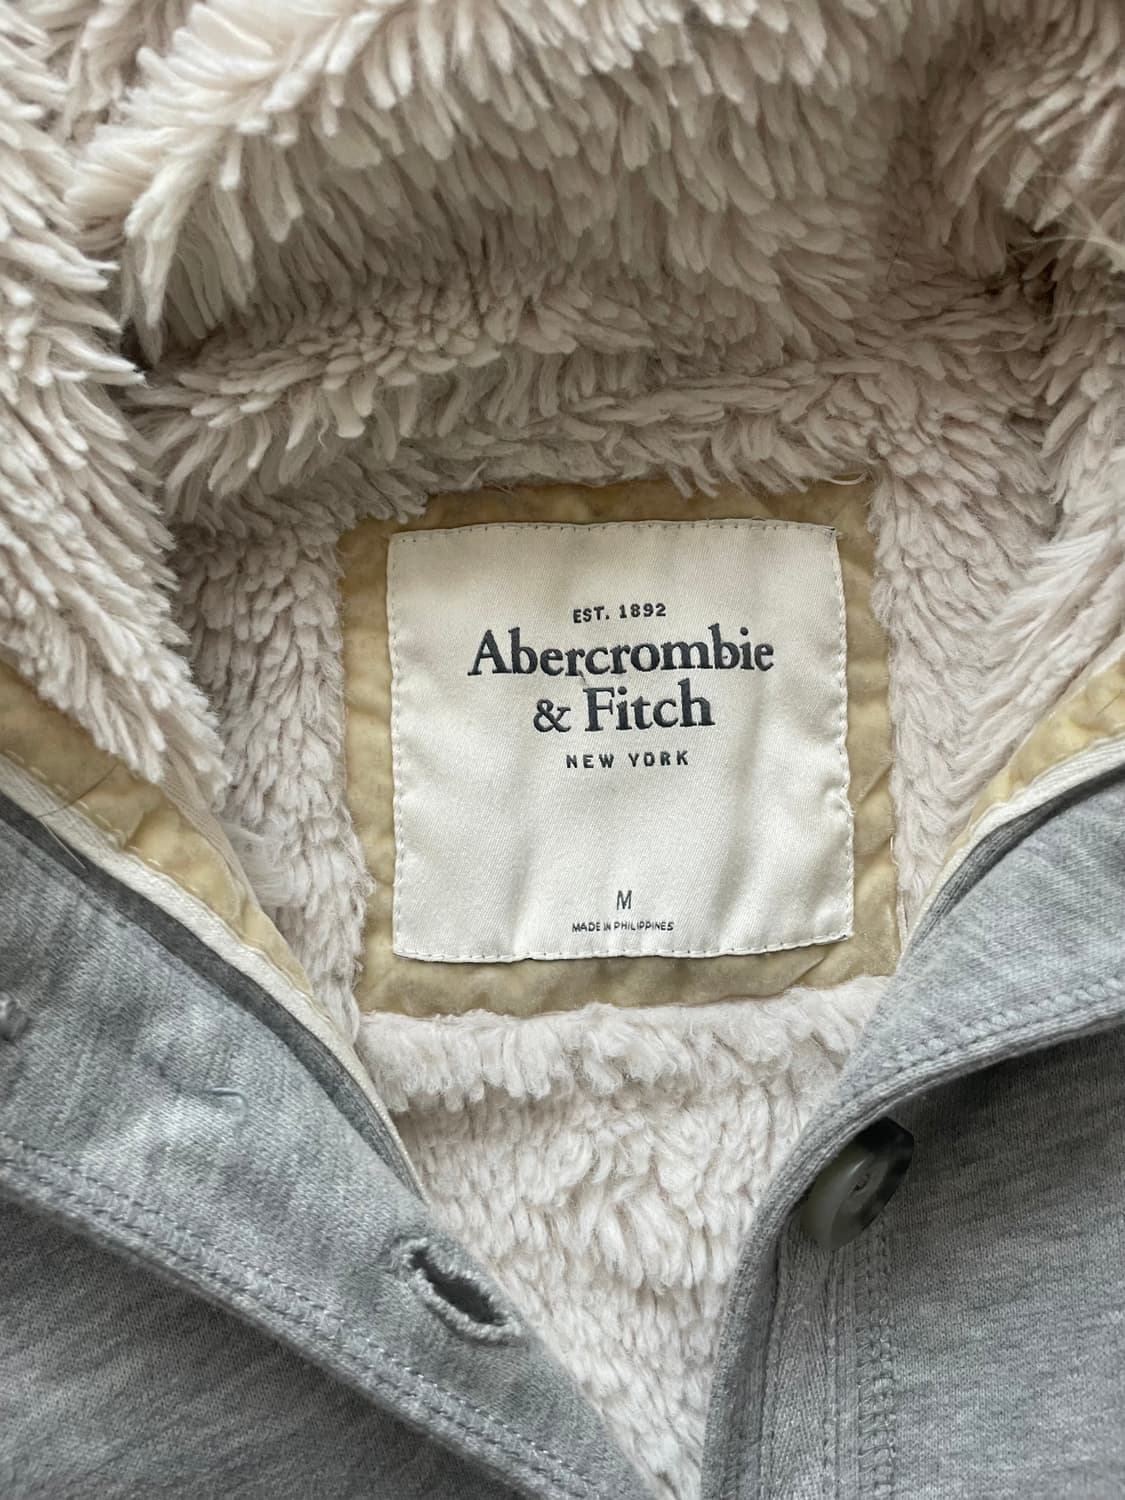 EST. 1892
Abercrombie
& Fitch
NEW YORK
M
MADE IN PHILIPPINES